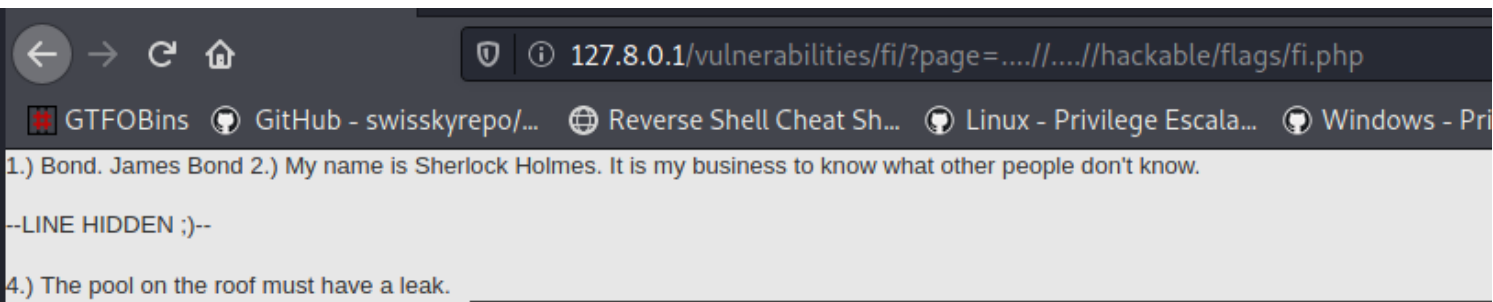 127.8.0.1/vulnerabilities/fi/?page=....//....//hackable/flags/fi.php
GTFOBins GitHub - swisskyrepo/... Reverse Shell Cheat Sh... Linux - Privilege Escala... Windows - Pri
1.) Bond. James Bond 2.) My name is Sherlock Holmes. It is my business to know what other people don't know.
--LINE HIDDEN ;)--
4.) The pool on the roof must have a leak.